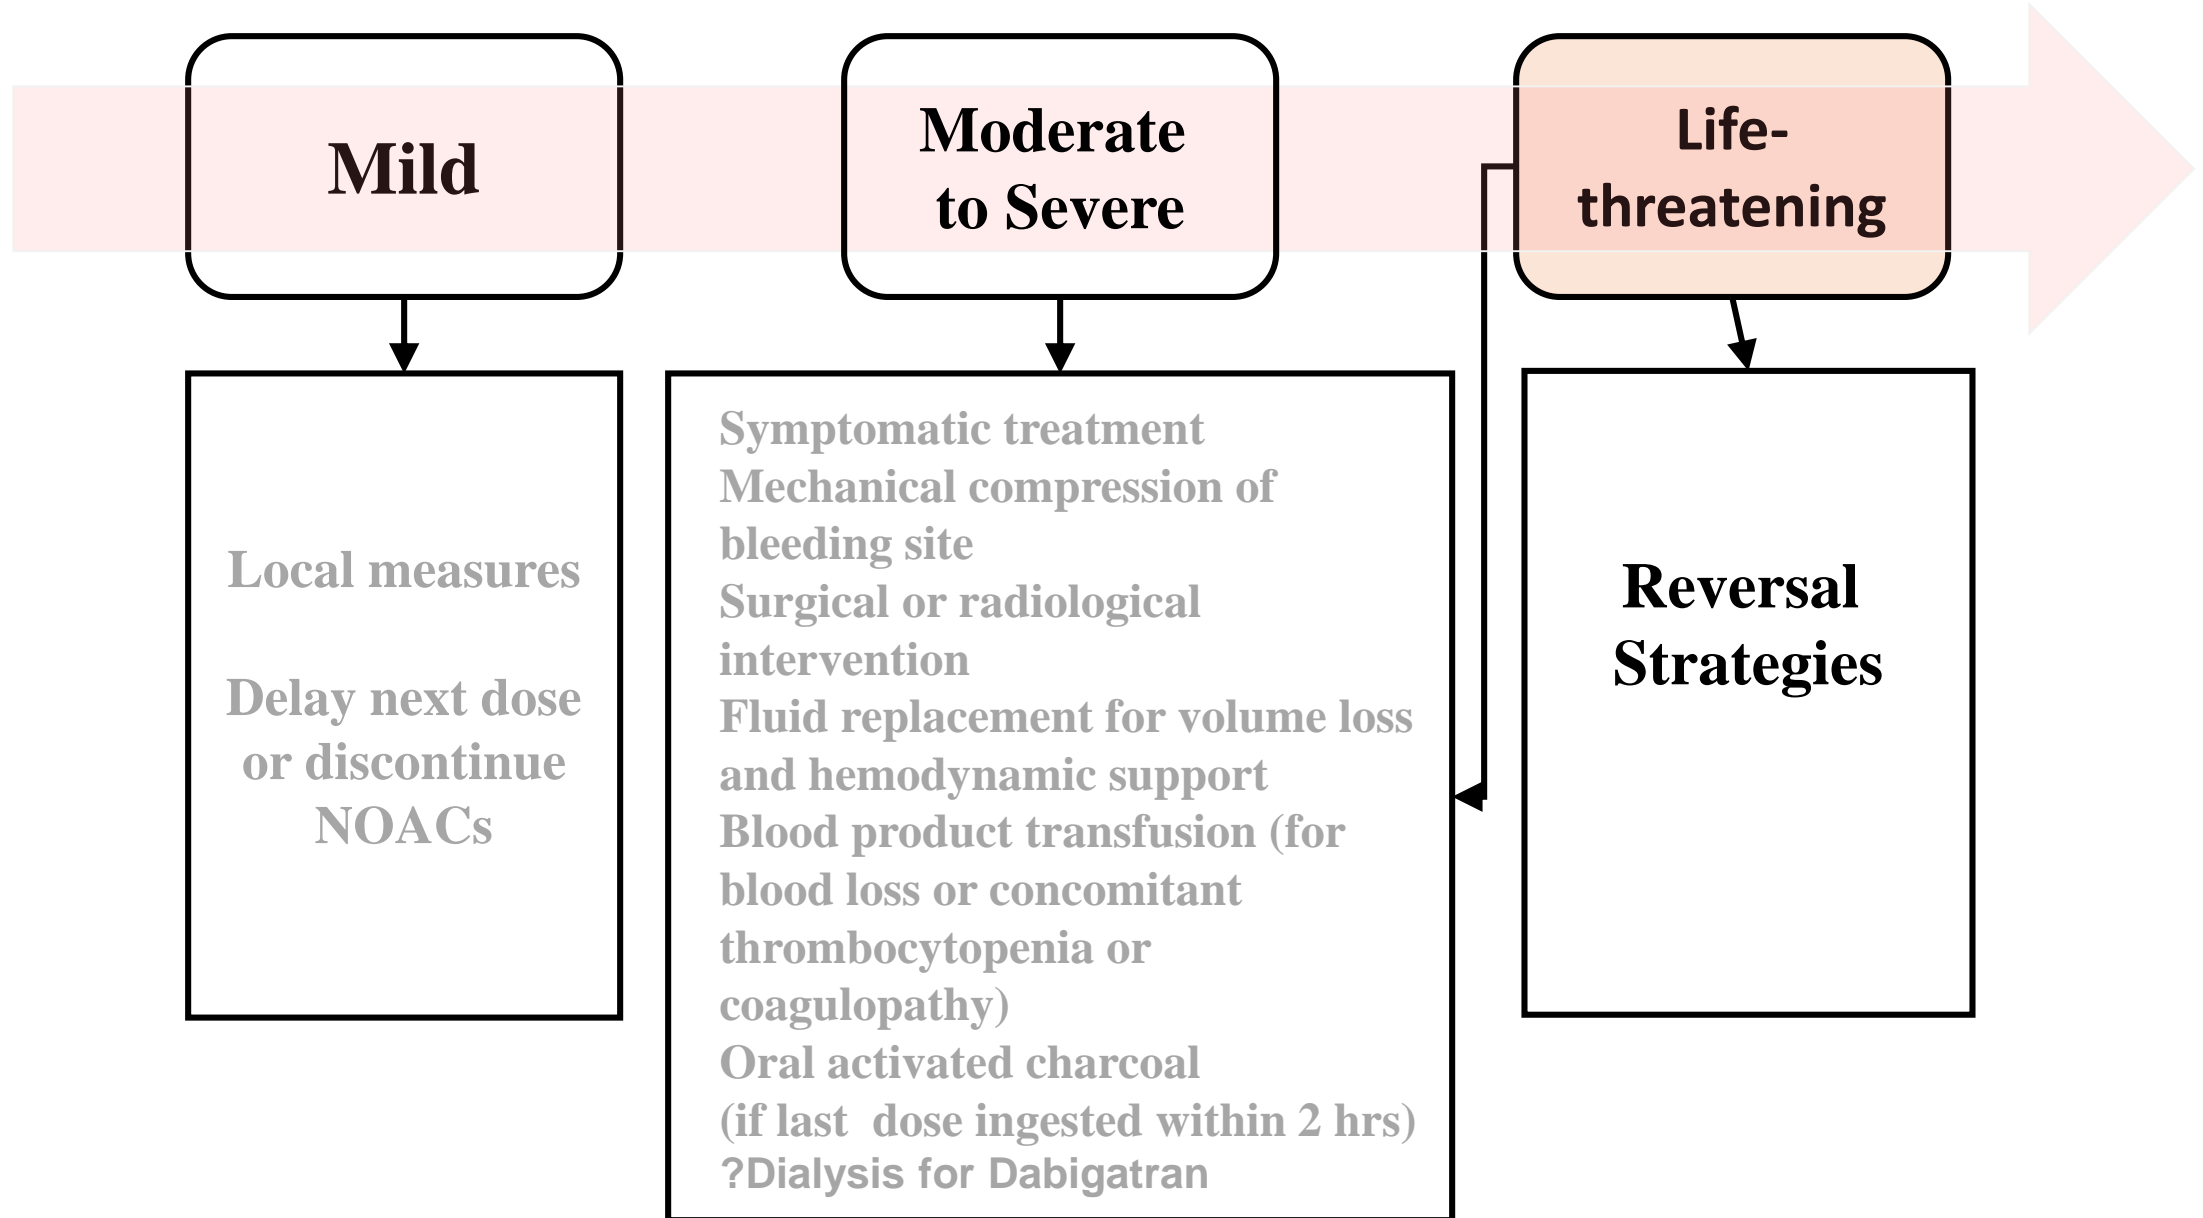 Mild
Moderate
to Severe
Life-
threatening
Local measures
Delay next dose
or discontinue
NOACs
Symptomatic treatment
Mechanical compression of
bleeding site
Surgical or radiological
intervention
Fluid replacement for volume loss
and hemodynamic support
Blood product transfusion (for
blood loss or concomitant
thrombocytopenia or
coagulopathy)
Oral activated charcoal
(if last  dose ingested within 2 hrs)
?Dialysis for Dabigatran
Reversal
Strategies